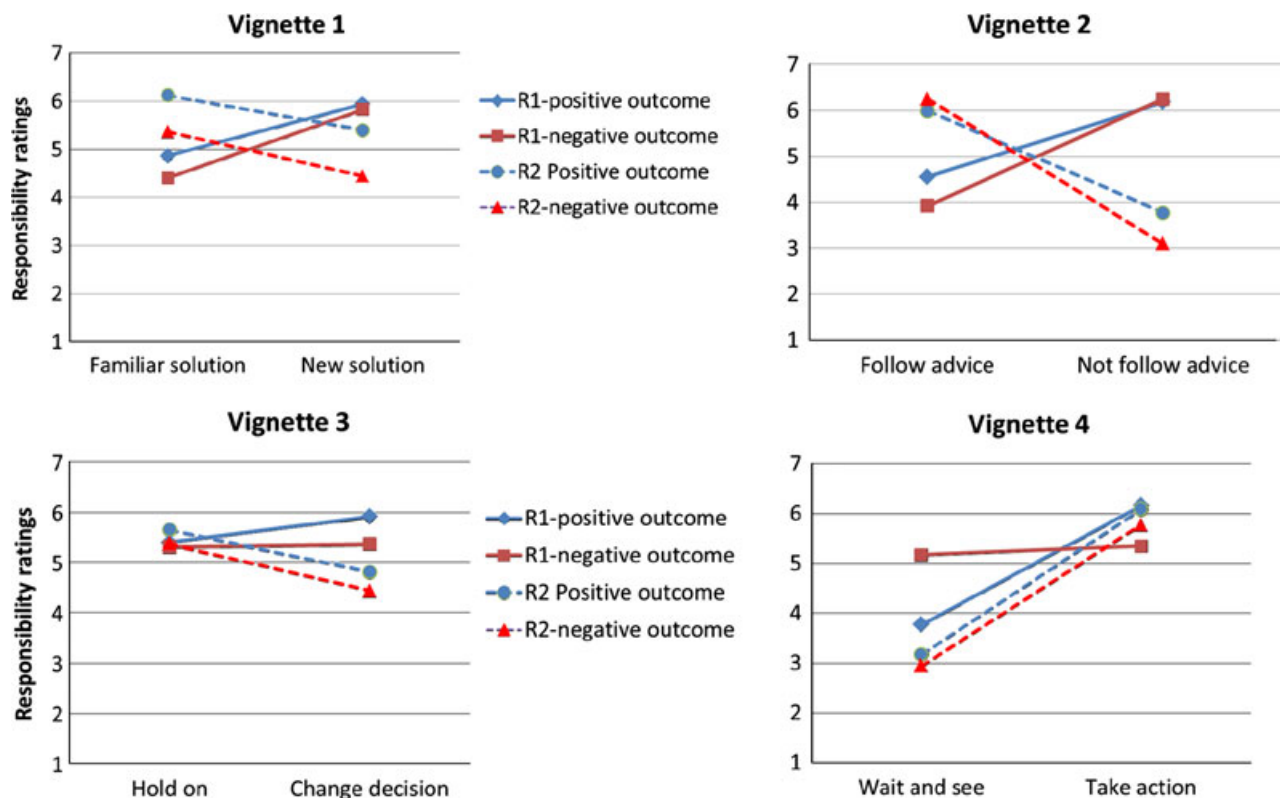 Vignette 1
Responsibility ratings
7
6
5
4
3
2
1
Familiar solution New solution
R1-positive outcome
R1-negative outcome
R2 Positive outcome
R2-negative outcome
Vignette 2
7
6
5
4
3
2
1
Follow advice Not follow advice
Vignette 3
Responsibility ratings
7
6
5
4
3
2
1
Hold on Change decision
R1-positive outcome
R1-negative outcome
R2 Positive outcome
R2-negative outcome
Vignette 4
7
6
5
4
3
2
1
Wait and see Take action